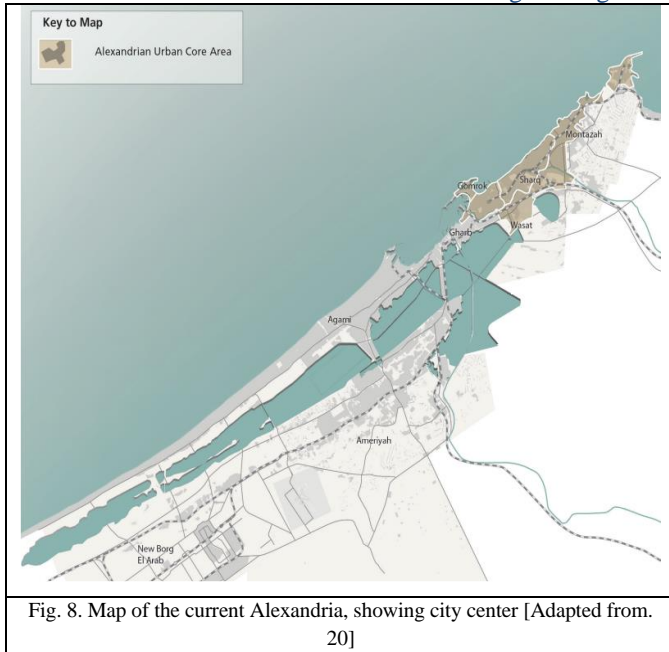 Key to Map
Alexandrian Urban Core Area
Montazah
Gomrok
Sharq
Gharb
Wasat
Agami
Ameriyah
New Borg
El Arab
Fig. 8. Map of the current Alexandria, showing city center [Adapted from.
20]